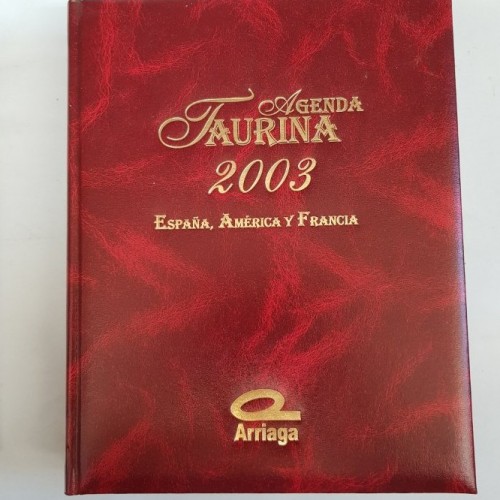 AGENDA
TAURINA
2003
ESPAÑA, AMÉRICA Y FRANCIA
Arriaga